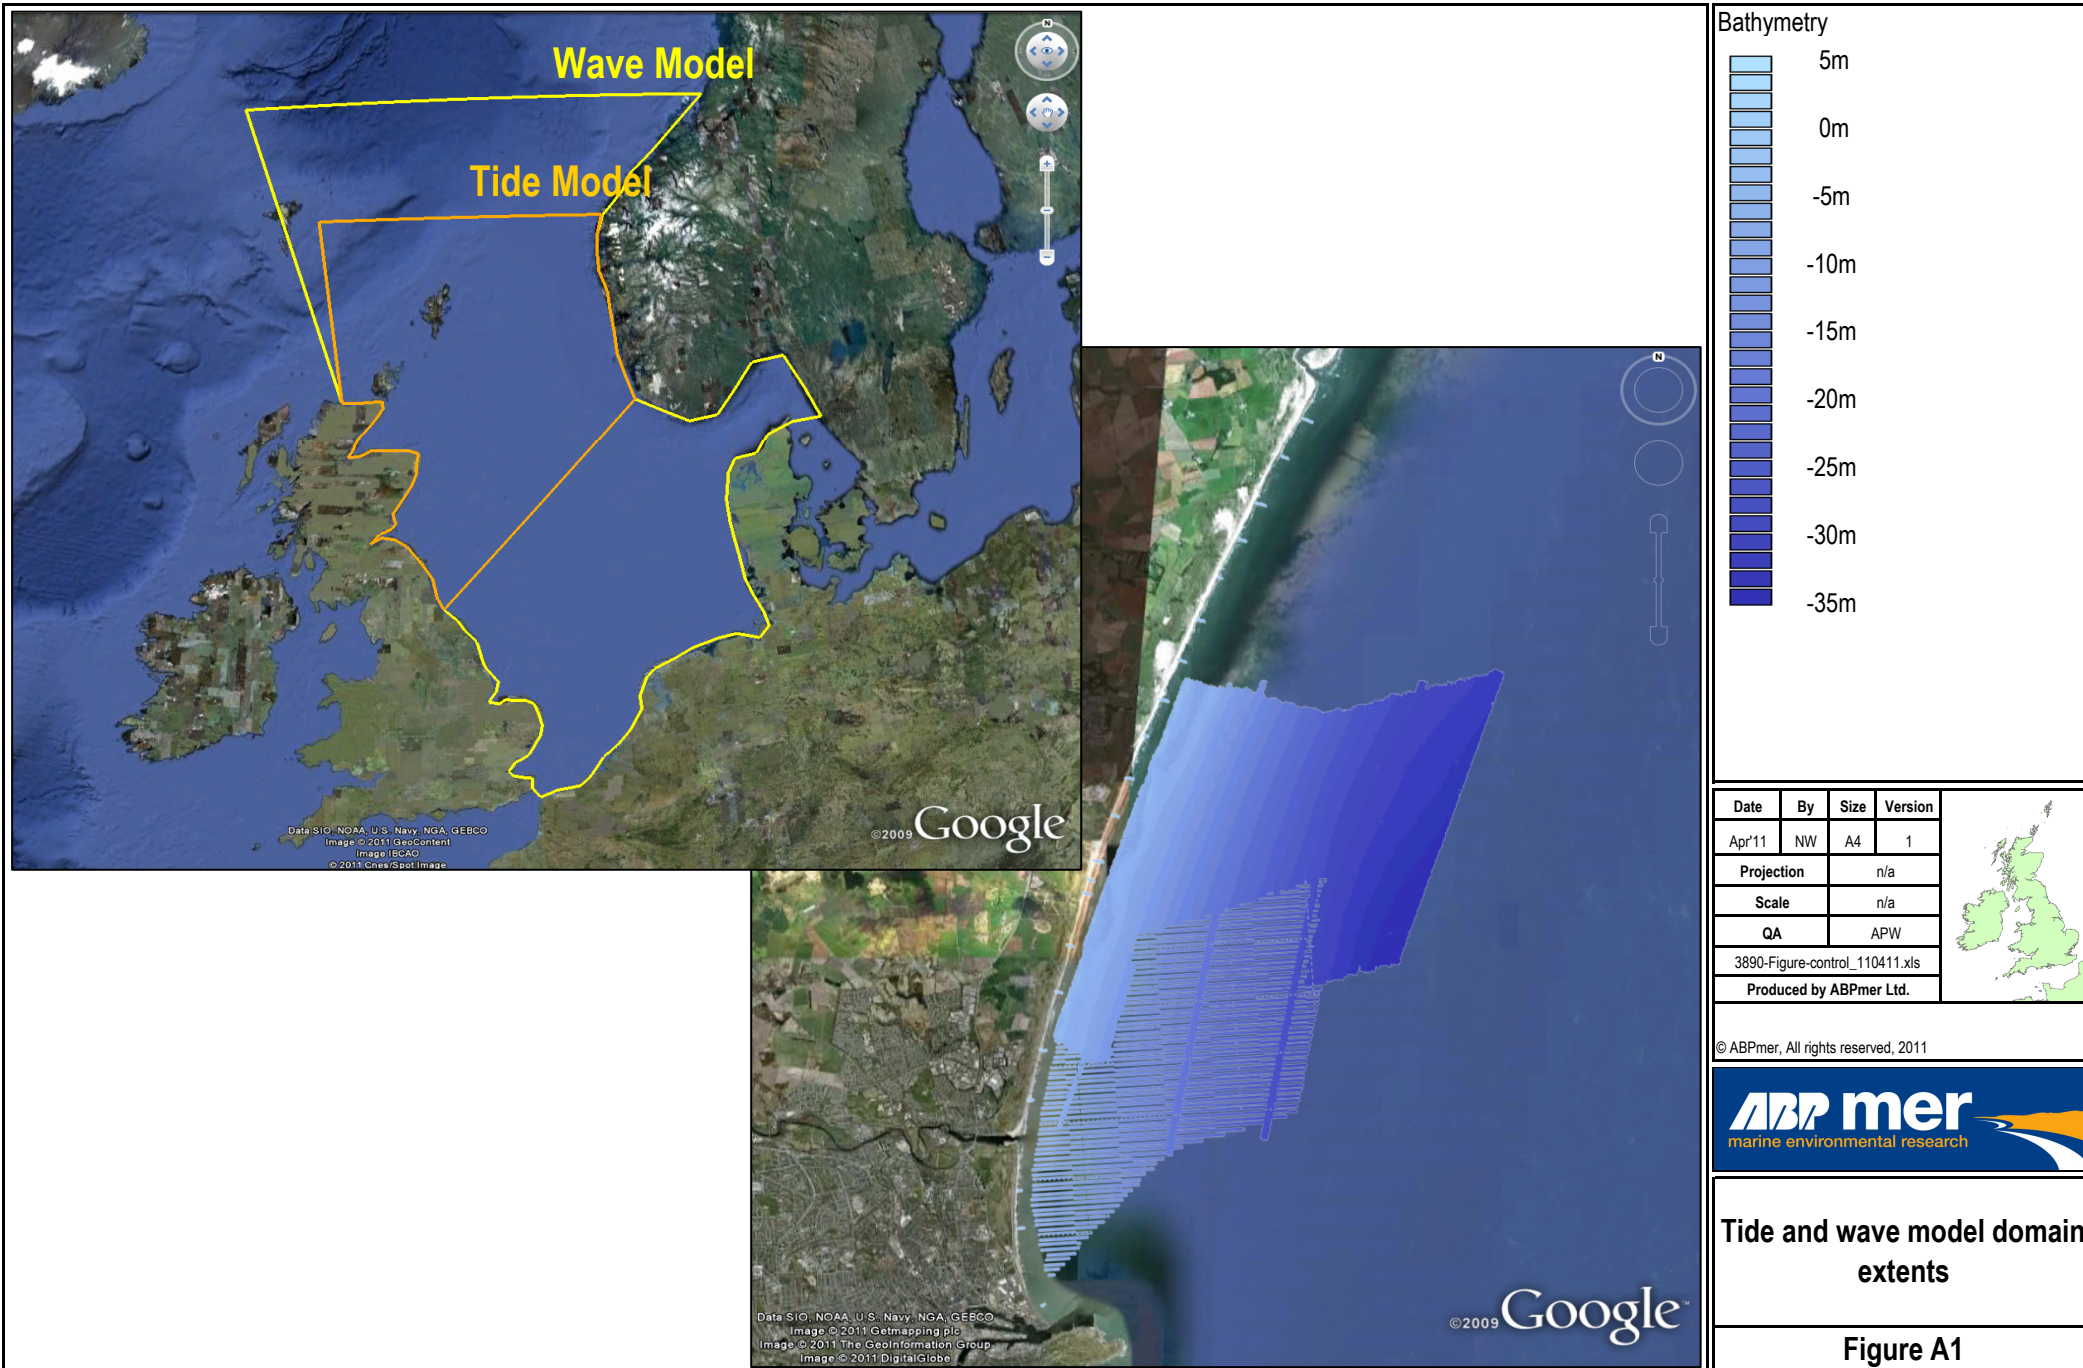 Wave Model
Tide Model
N
Data SIO, NOAA, U.S. Navy, NGA, GEBCO
Image © 2011 GeoContent
Image IBCAO
© 2011 Cnes/Spot Image
©2009 Google
N
Data SIO, NOAA, U.S. Navy, NGA, GEBCO
Image © 2011 Getmapping plc
Image © 2011 The GeoInformation Group
Image © 2011 DigitalGlobe
©2009 Google™
Bathymetry
5m
0m
-5m
-10m
-15m
-20m
-25m
-30m
-35m
Date By Size Version
Apr'11 NW A4 1
Projection n/a
Scale n/a
QA APW
3890-Figure-control_110411.xls
Produced by ABPmer Ltd.
© ABPmer, All rights reserved, 2011
ABP mer
marine environmental research
Tide and wave model domain
extents
Figure A1